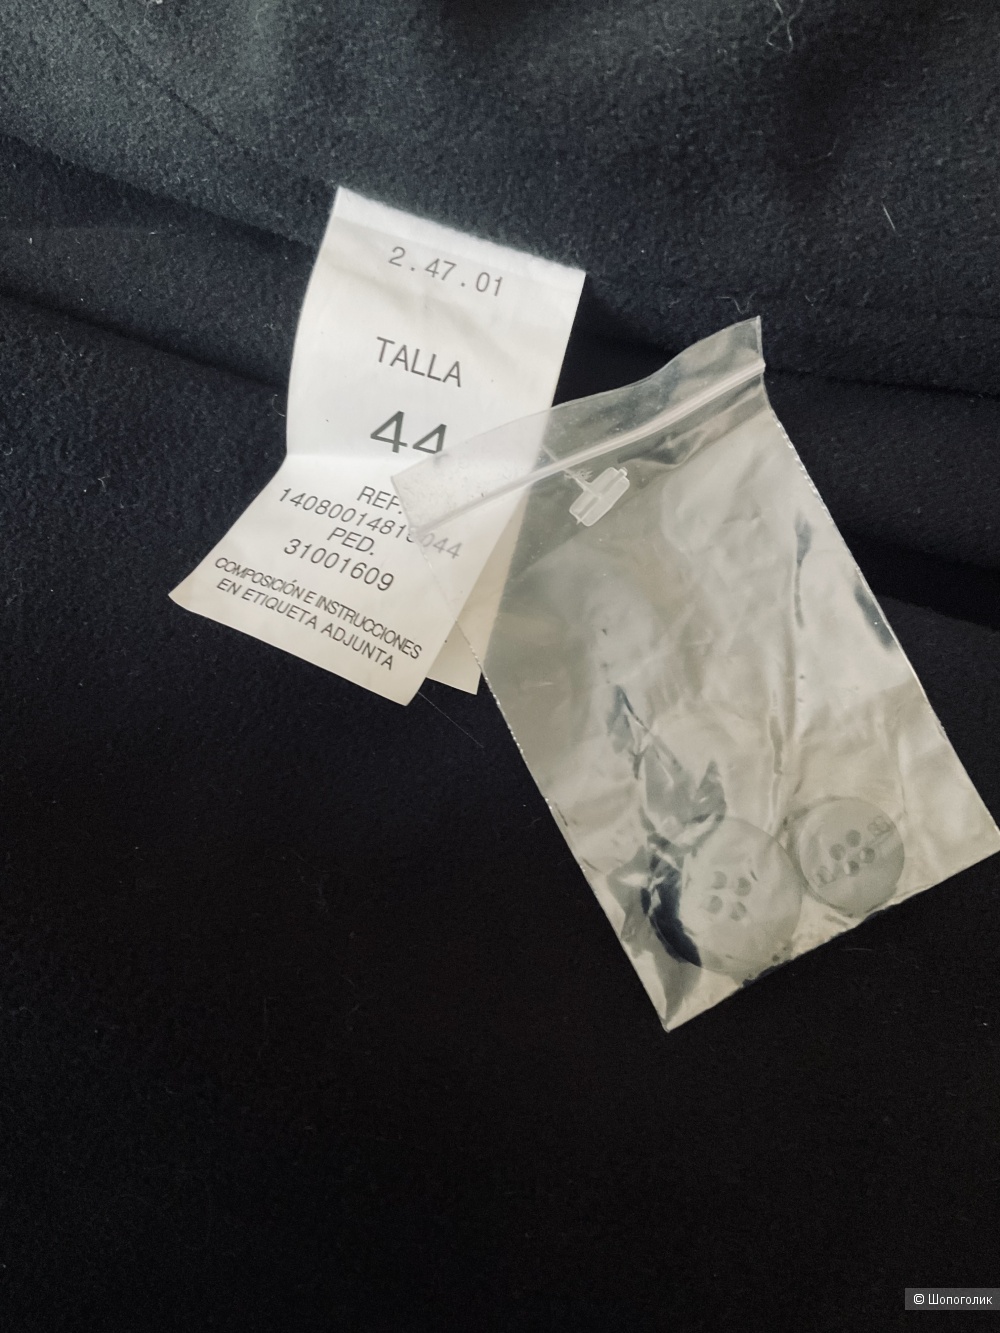 2.47.01
TALLA
44
REF.
PED.
31001609
COMPOSICIÓN E INSTRUCCIONES
EN ETIQUETA ADJUNTA
© Шопоголик